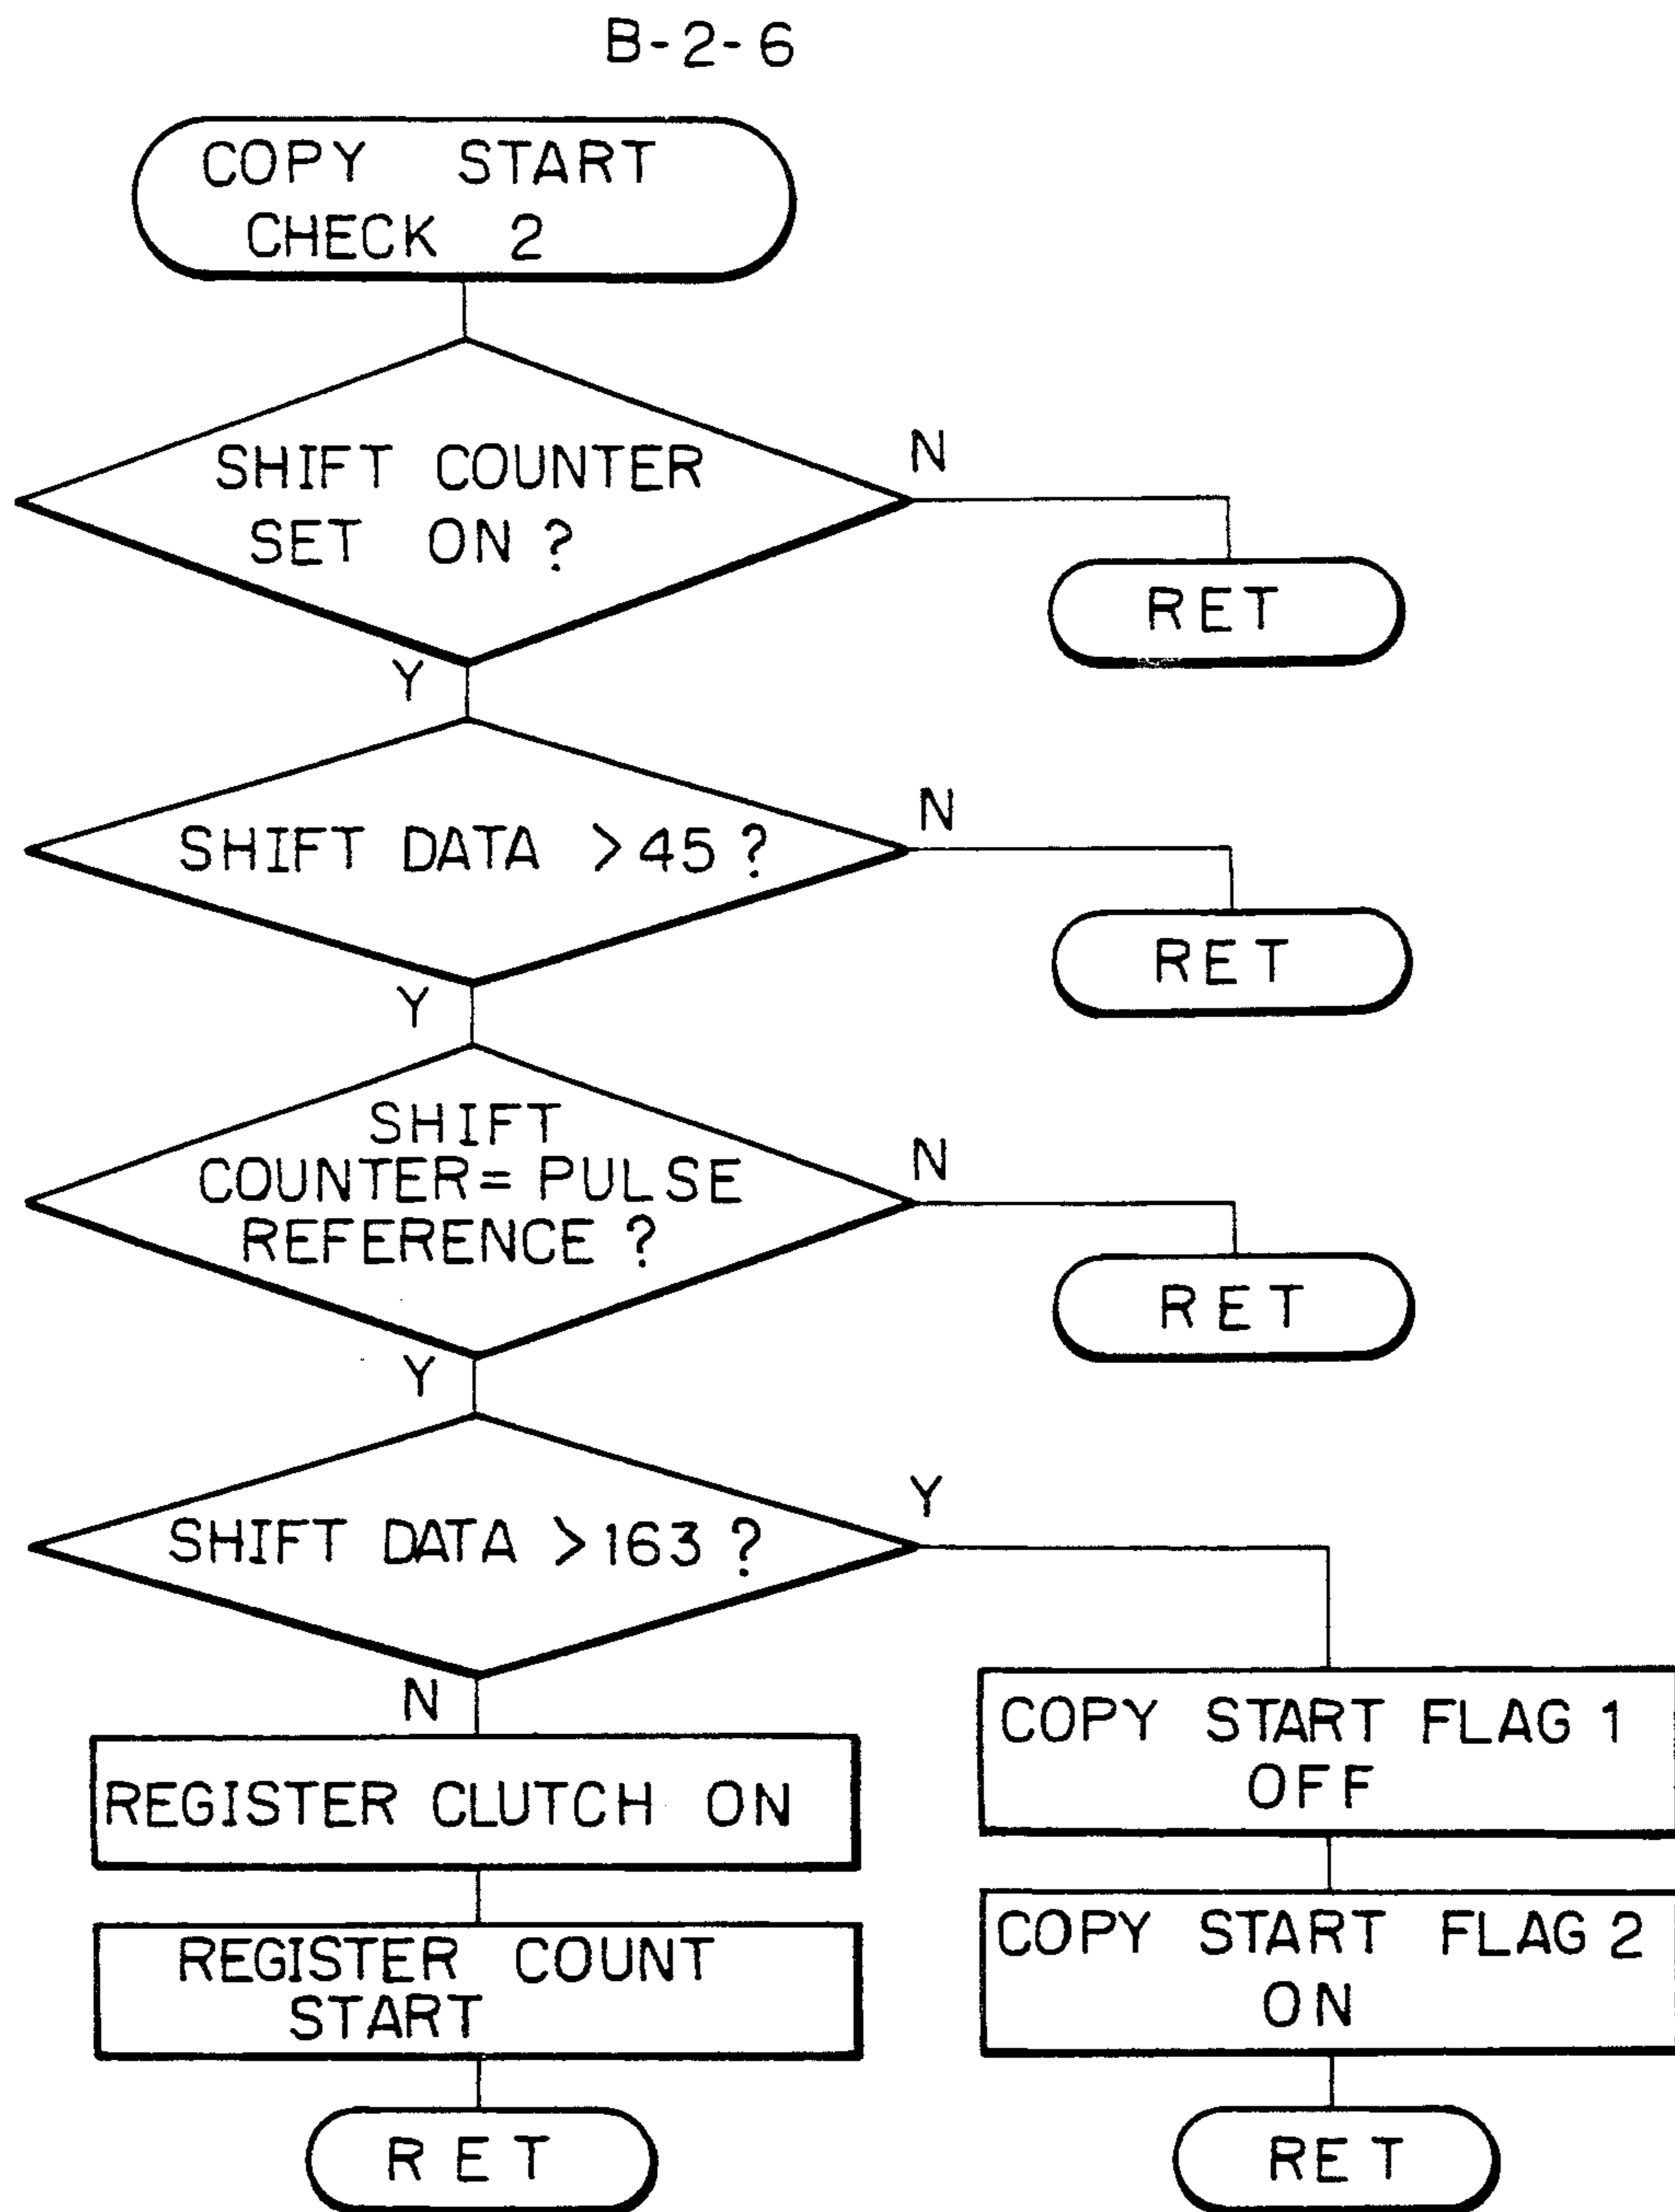 B-2-6
COPY START
CHECK 2
SHIFT COUNTER
SET ON ?
N
RET
Y
SHIFT DATA >45 ?
N
RET
Y
SHIFT
COUNTER= PULSE
REFERENCE ?
N
RET
Y
SHIFT DATA >163 ?
Y
N
REGISTER CLUTCH ON
REGISTER COUNT
START
RET
COPY START FLAG 1
OFF
COPY START FLAG 2
ON
RET